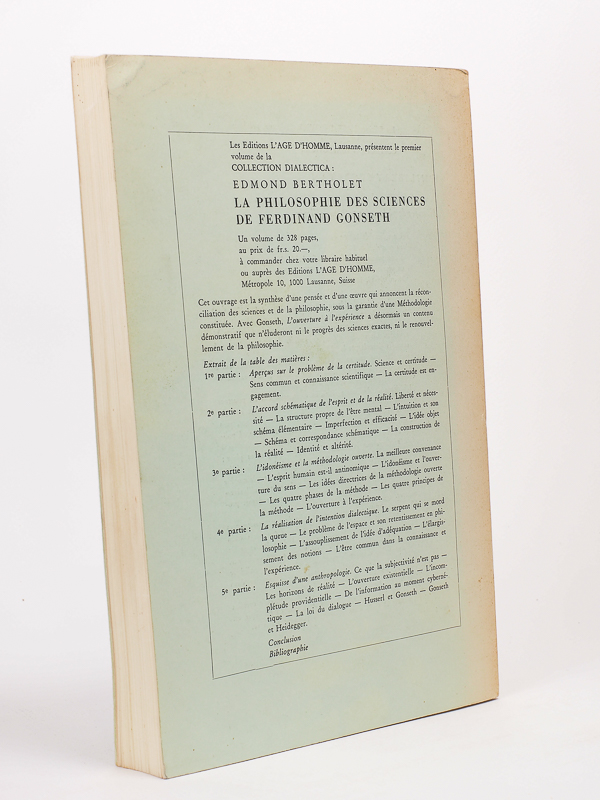 Les Editions L'AGE D'HOMME, Lausanne, présentent le premier
volume de la
COLLECTION DIALECTICA :
EDMOND BERTHOLET
LA PHILOSOPHIE DES SCIENCES
DE FERDINAND GONSETH
Un volume de 328 pages,
au prix de fr.s. 20.—,
à commander chez votre libraire habituel
ou auprès des Editions L'AGE D'HOMME,
Métropole 10, 1000 Lausanne, Suisse
Cet ouvrage est la synthèse d'une pensée et d'une œuvre qui annoncent la récon-
ciliation des sciences et de la philosophie, sous la garantie d'une Méthodologie
constituée. Avec Gonseth, L'ouverture à l'expérience a désormais un contenu
démonstratif que n'éluderont ni le progrès des sciences exactes, ni le renouvel-
lement de la philosophie.
Extrait de la table des matières :
1re partie : Aperçus sur le problème de la certitude. Science et certitude —
Sens commun et connaissance scientifique — La certitude est en-
gagement.
2e partie : L'accord schématique de l'esprit et de la réalité. Liberté et néces-
sité — La structure propre de l'être mental — L'intuition et son
schéma élémentaire — Imperfection et efficacité — L'idée objet
— Schéma et correspondance schématique — La construction de
la réalité — Identité et altérité.
3e partie : L'idonéisme et la méthodologie ouverte. La meilleure convenance
— L'esprit humain est-il antinomique — L'idonéisme et l'ouver-
ture du sens — Les idées directrices de la méthodologie ouverte
— Les quatre phases de la méthode — Les quatre principes de
la méthode — L'ouverture à l'expérience.
4e partie : La réalisation de l'intention dialectique. Le serpent qui se mord
la queue — Le problème de l'espace et son retentissement en phi-
losophie — L'assouplissement de l'idée d'adéquation — L'élargis-
sement des notions — L'être commun dans la connaissance et
l'expérience.
5e partie : Esquisse d'une anthropologie. Ce que la subjectivité n'est pas —
Les horizons de réalité — L'ouverture existentielle — L'incom-
plétude providentielle — De l'information au moment cyberné-
tique — La loi du dialogue — Husserl et Gonseth — Gonseth
et Heidegger.
Conclusion
Bibliographie